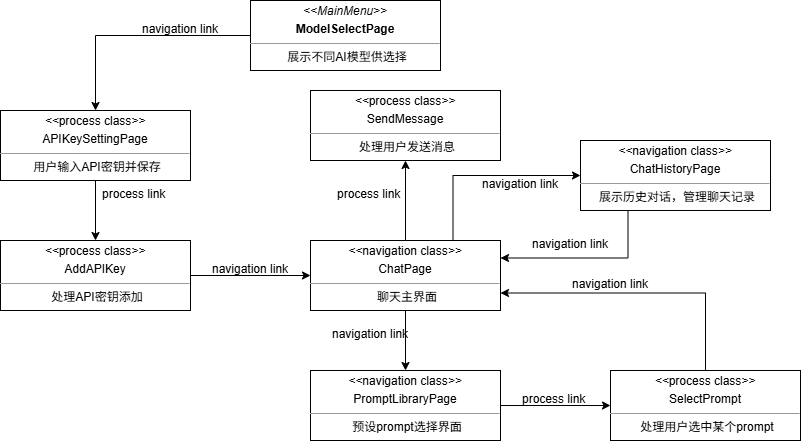 <<MainMenu>>
ModelSelectPage
展示不同AI模型供选择
navigation link
<<process class>>
APIKeySettingPage
用户输入API密钥并保存
process link
<<process class>>
SendMessage
处理用户发送消息
process link
<<navigation class>>
ChatHistoryPage
展示历史对话，管理聊天记录
navigation link
navigation link
<<process class>>
AddAPIKey
处理API密钥添加
navigation link
<<navigation class>>
ChatPage
聊天主界面
navigation link
navigation link
<<navigation class>>
PromptLibraryPage
预设prompt选择界面
process link
<<process class>>
SelectPrompt
处理用户选中某个prompt